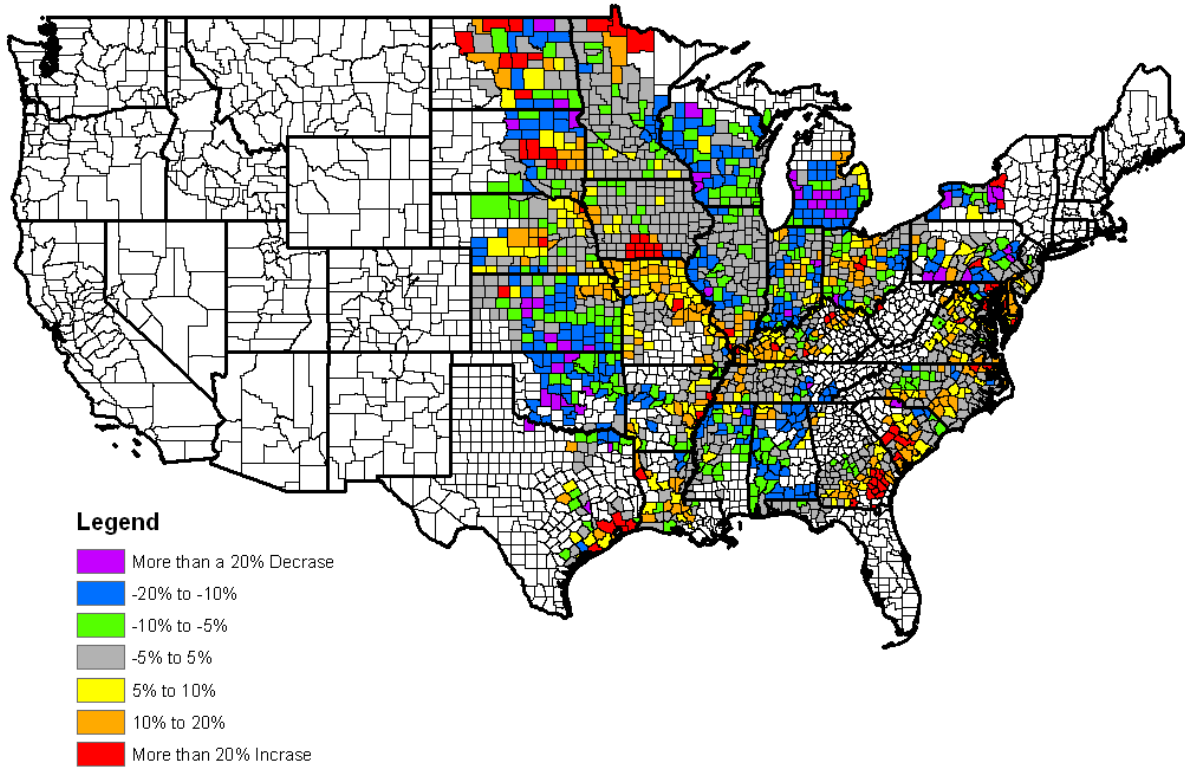 Legend
More than a 20% Decrase
-20% to -10%
-10% to -5%
-5% to 5%
5% to 10%
10% to 20%
More than 20% Incrase